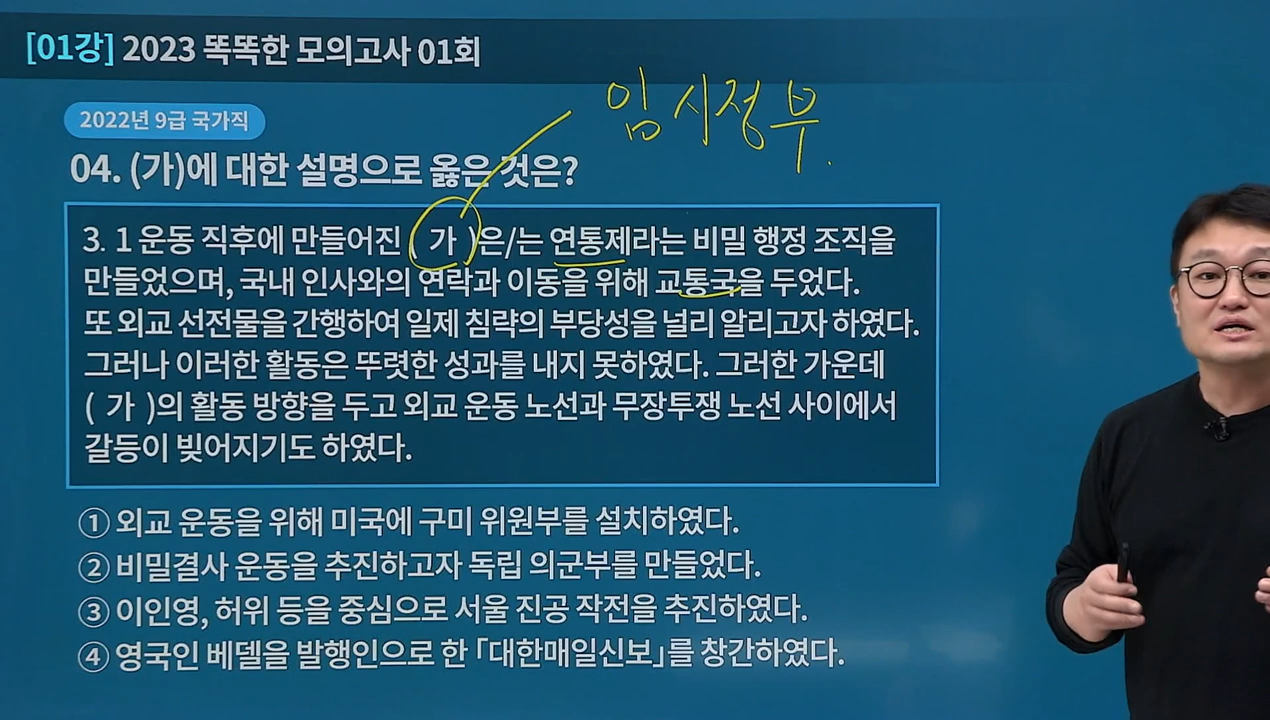 [01강] 2023 똑똑한 모의고사 01회
임시정부.
2022년 9급 국가직
04. (가)에 대한 설명으로 옳은 것은?
3. 1 운동 직후에 만들어진 ( 가 )은/는 연통제라는 비밀 행정 조직을
만들었으며, 국내 인사와의 연락과 이동을 위해 교통국을 두었다.
또 외교 선전물을 간행하여 일제 침략의 부당성을 널리 알리고자 하였다.
그러나 이러한 활동은 뚜렷한 성과를 내지 못하였다. 그러한 가운데
( 가 )의 활동 방향을 두고 외교 운동 노선과 무장투쟁 노선 사이에서
갈등이 빚어지기도 하였다.
① 외교 운동을 위해 미국에 구미 위원부를 설치하였다.
② 비밀결사 운동을 추진하고자 독립 의군부를 만들었다.
③ 이인영, 허위 등을 중심으로 서울 진공 작전을 추진하였다.
④ 영국인 베델을 발행인으로 한 「대한매일신보」를 창간하였다.